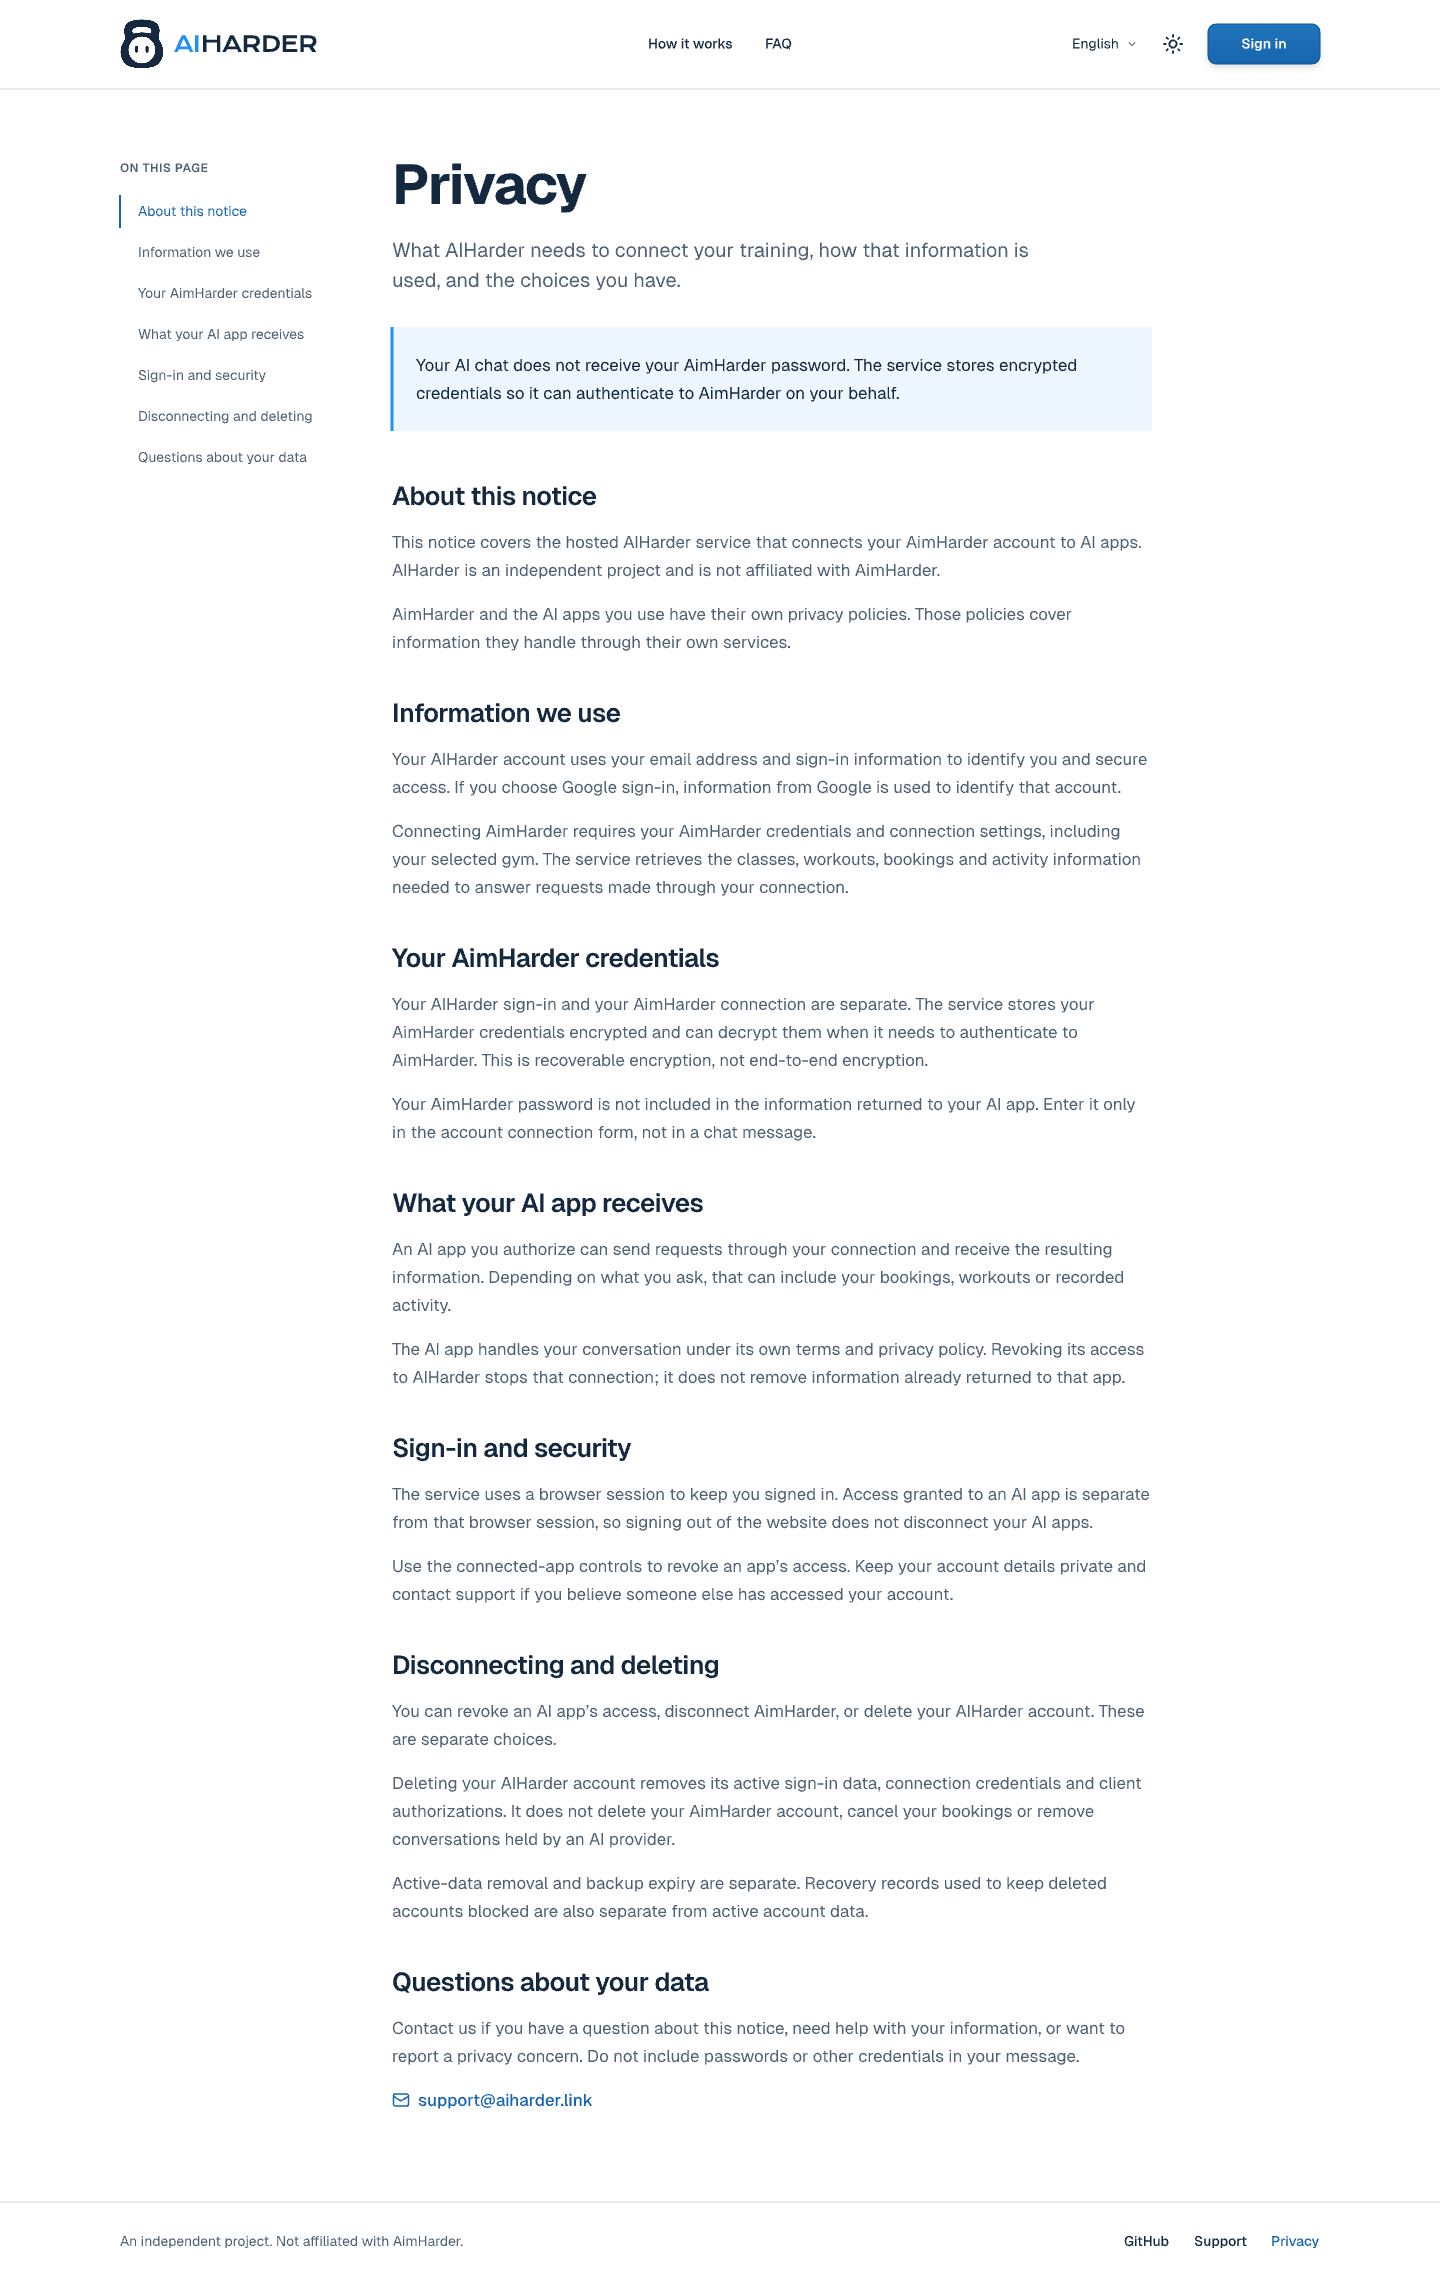 AIHARDER
How it works
FAQ
English
Sign in
ON THIS PAGE
About this notice
Information we use
Your AimHarder credentials
What your AI app receives
Sign-in and security
Disconnecting and deleting
Questions about your data
Privacy
What AIHarder needs to connect your training, how that information is
used, and the choices you have.
Your AI chat does not receive your AimHarder password. The service stores encrypted
credentials so it can authenticate to AimHarder on your behalf.
About this notice
This notice covers the hosted AIHarder service that connects your AimHarder account to AI apps.
AIHarder is an independent project and is not affiliated with AimHarder.
AimHarder and the AI apps you use have their own privacy policies. Those policies cover
information they handle through their own services.
Information we use
Your AIHarder account uses your email address and sign-in information to identify you and secure
access. If you choose Google sign-in, information from Google is used to identify that account.
Connecting AimHarder requires your AimHarder credentials and connection settings, including
your selected gym. The service retrieves the classes, workouts, bookings and activity information
needed to answer requests made through your connection.
Your AimHarder credentials
Your AIHarder sign-in and your AimHarder connection are separate. The service stores your
AimHarder credentials encrypted and can decrypt them when it needs to authenticate to
AimHarder. This is recoverable encryption, not end-to-end encryption.
Your AimHarder password is not included in the information returned to your AI app. Enter it only
in the account connection form, not in a chat message.
What your AI app receives
An AI app you authorize can send requests through your connection and receive the resulting
information. Depending on what you ask, that can include your bookings, workouts or recorded
activity.
The AI app handles your conversation under its own terms and privacy policy. Revoking its access
to AIHarder stops that connection; it does not remove information already returned to that app.
Sign-in and security
The service uses a browser session to keep you signed in. Access granted to an AI app is separate
from that browser session, so signing out of the website does not disconnect your AI apps.
Use the connected-app controls to revoke an app’s access. Keep your account details private and
contact support if you believe someone else has accessed your account.
Disconnecting and deleting
You can revoke an AI app’s access, disconnect AimHarder, or delete your AIHarder account. These
are separate choices.
Deleting your AIHarder account removes its active sign-in data, connection credentials and client
authorizations. It does not delete your AimHarder account, cancel your bookings or remove
conversations held by an AI provider.
Active-data removal and backup expiry are separate. Recovery records used to keep deleted
accounts blocked are also separate from active account data.
Questions about your data
Contact us if you have a question about this notice, need help with your information, or want to
report a privacy concern. Do not include passwords or other credentials in your message.
support@aiharder.link
An independent project. Not affiliated with AimHarder.
GitHub
Support
Privacy